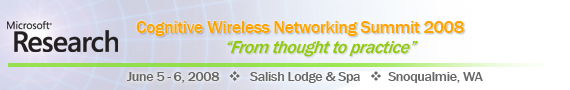 Microsoft®
Research
Cognitive Wireless Networking Summit 2008
“From thought to practice”
June 5 - 6, 2008 ❖ Salish Lodge & Spa ❖ Snoqualmie, WA